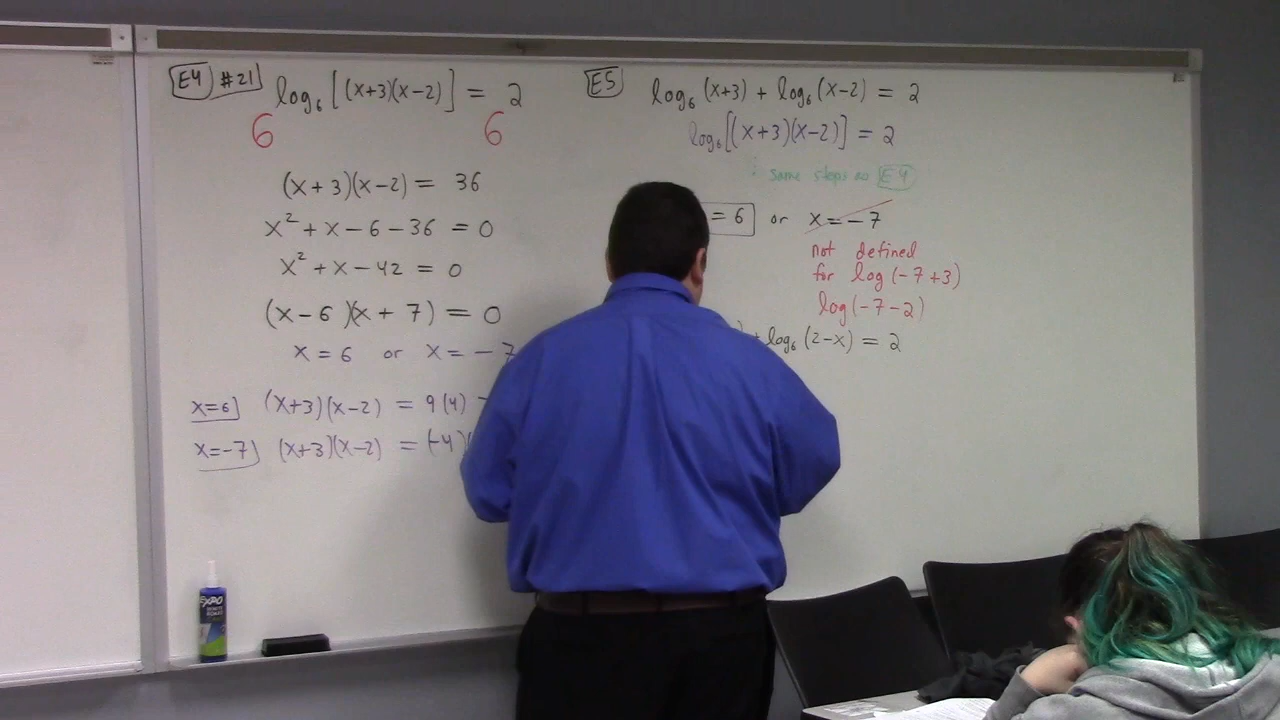 E4 #21
log₆ [(x+3)(x-2)] = 2
6 6
(x+3)(x-2) = 36
x² + x - 6 - 36 = 0
x² + x - 42 = 0
(x-6)(x+7) = 0
x = 6 or x = -7
x=6 (x+3)(x-2) = 9(4)
x=-7 (x+3)(x-2) = (-4)(
E5
log₆ (x+3) + log₆ (x-2) = 2
log₆ [(x+3)(x-2)] = 2
⋮ same steps as E4
= 6 or x = -7
not defined
for log (-7+3)
log (-7-2)
) + log₆ (2-x) = 2
EXPO